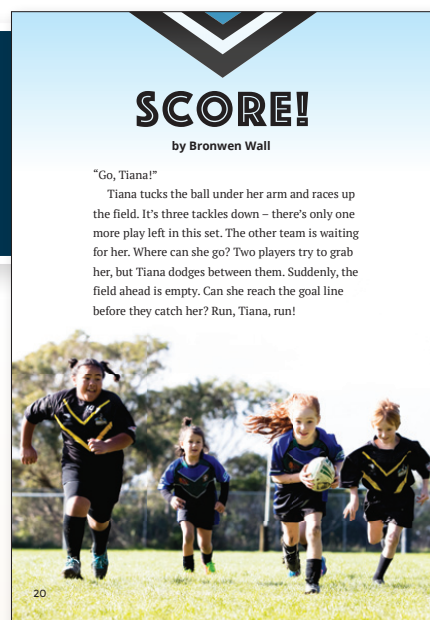 SCORE!
by Bronwen Wall
“Go, Tiana!”
Tiana tucks the ball under her arm and races up
the field. It’s three tackles down – there’s only one
more play left in this set. The other team is waiting
for her. Where can she go? Two players try to grab
her, but Tiana dodges between them. Suddenly, the
field ahead is empty. Can she reach the goal line
before they catch her? Run, Tiana, run!
20